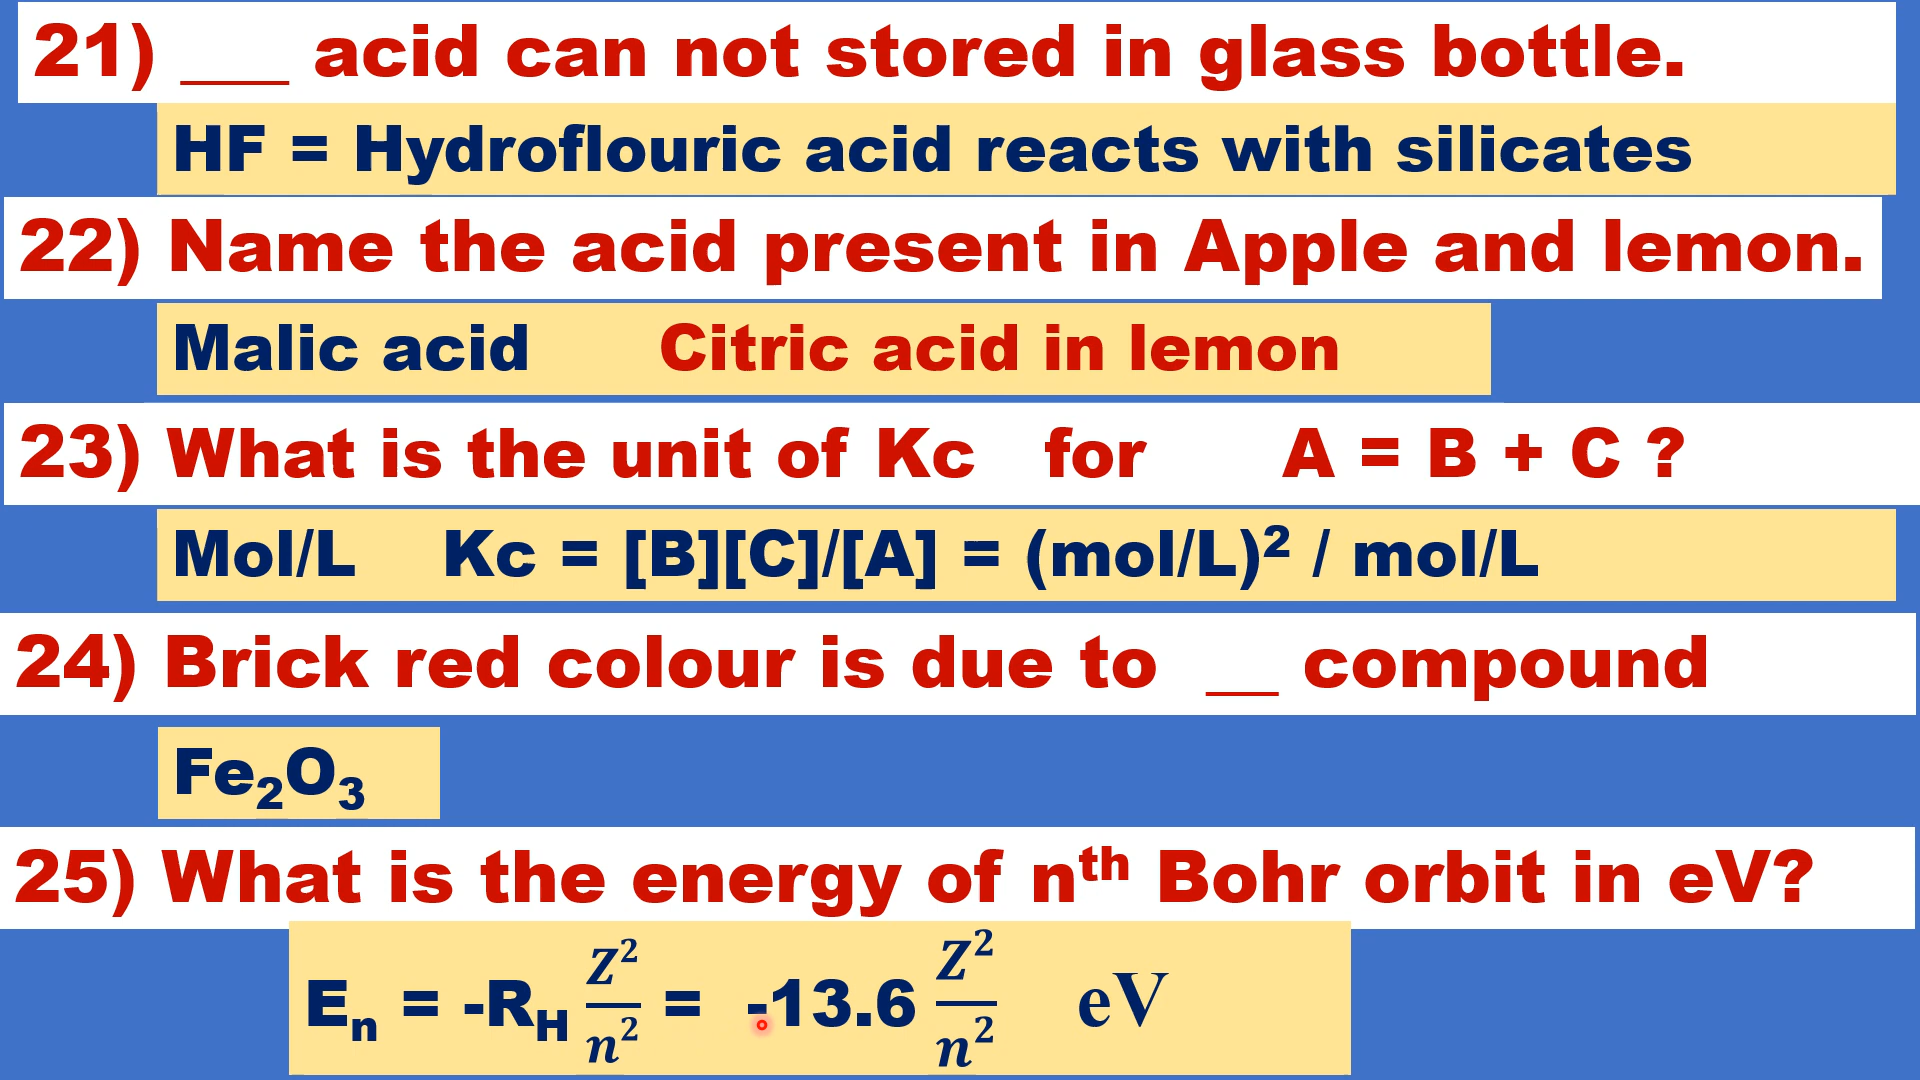 21) ___ acid can not stored in glass bottle.
HF = Hydroflouric acid reacts with silicates
22) Name the acid present in Apple and lemon.
Malic acid Citric acid in lemon
23) What is the unit of Kc for A = B + C ?
Mol/L Kc = [B][C]/[A] = (mol/L)² / mol/L
24) Brick red colour is due to __ compound
Fe₂O₃
25) What is the energy of nᵗʰ Bohr orbit in eV?
Eₙ = -R_H Z²/n² = -13.6 Z²/n² eV